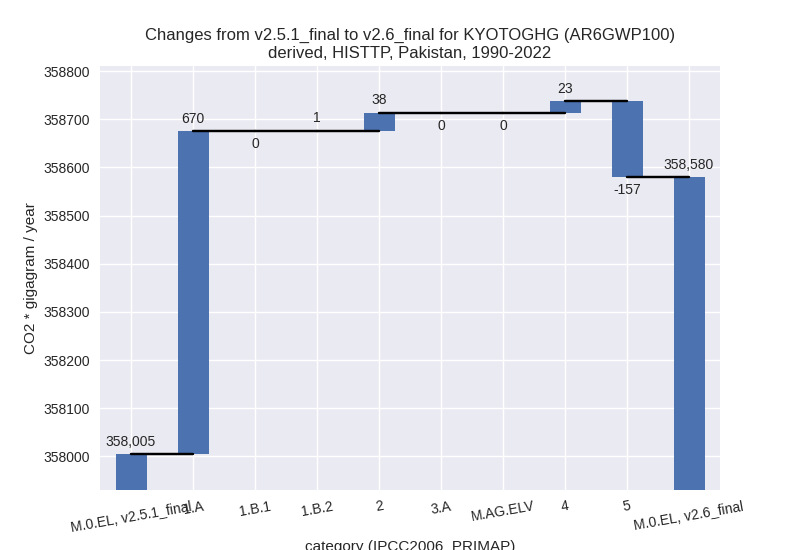 Changes from v2.5.1_final to v2.6_final for KYOTOGHG (AR6GWP100)
derived, HISTTP, Pakistan, 1990-2022
CO2 * gigagram / year
358800
358700
358600
358500
358400
358300
358200
358100
358000
358,005
670
0
1
38
0
0
23
-157
358,580
M.0.EL, v2.5.1_final
1.A
1.B.1
1.B.2
2
3.A
M.AG.ELV
4
5
M.0.EL, v2.6_final
category (IPCC2006_PRIMAP)